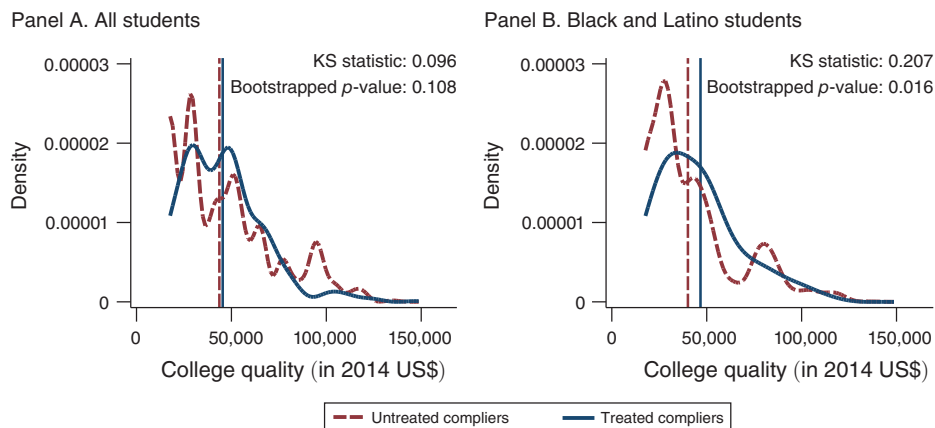 Panel A. All students
KS statistic: 0.096
Bootstrapped p-value: 0.108
0.00003
0.00002
0.00001
0
Density
0
50,000
100,000
150,000
College quality (in 2014 US$)
Panel B. Black and Latino students
KS statistic: 0.207
Bootstrapped p-value: 0.016
0.00003
0.00002
0.00001
0
Density
0
50,000
100,000
150,000
College quality (in 2014 US$)
Untreated compliers
Treated compliers